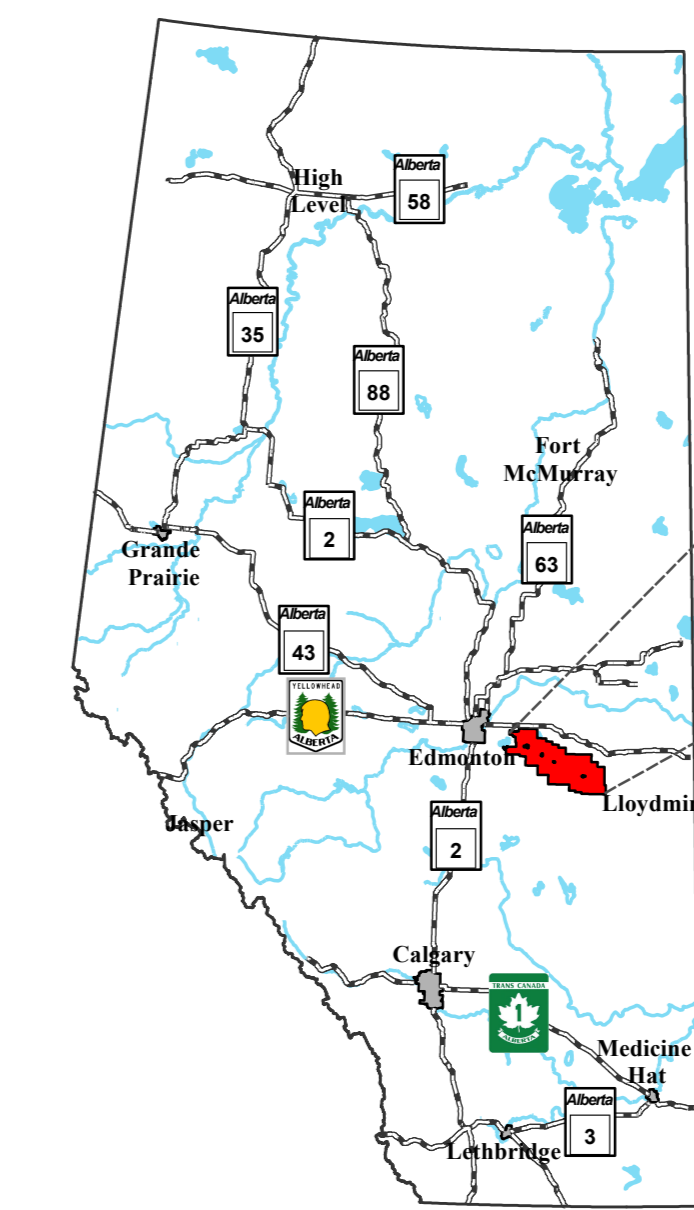 High
Level
Alberta
58
Alberta
35
Alberta
88
Fort
McMurray
Alberta
2
Alberta
63
Grande
Prairie
Alberta
43
YELLOWHEAD
ALBERTA
Edmonton
Lloydmin
Jasper
Alberta
2
Calgary
TRANS CANADA
1
ALBERTA
Medicine
Hat
Alberta
3
Lethbridge